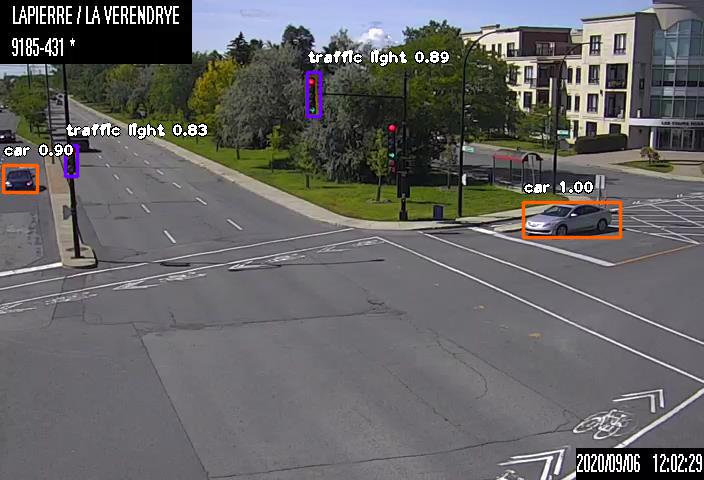 LAPIERRE / LA VERENDRYE
9185-431 *
traffic light 0.89
traffic light 0.83
car 0.90
car 1.00
2020/09/06 12:02:29